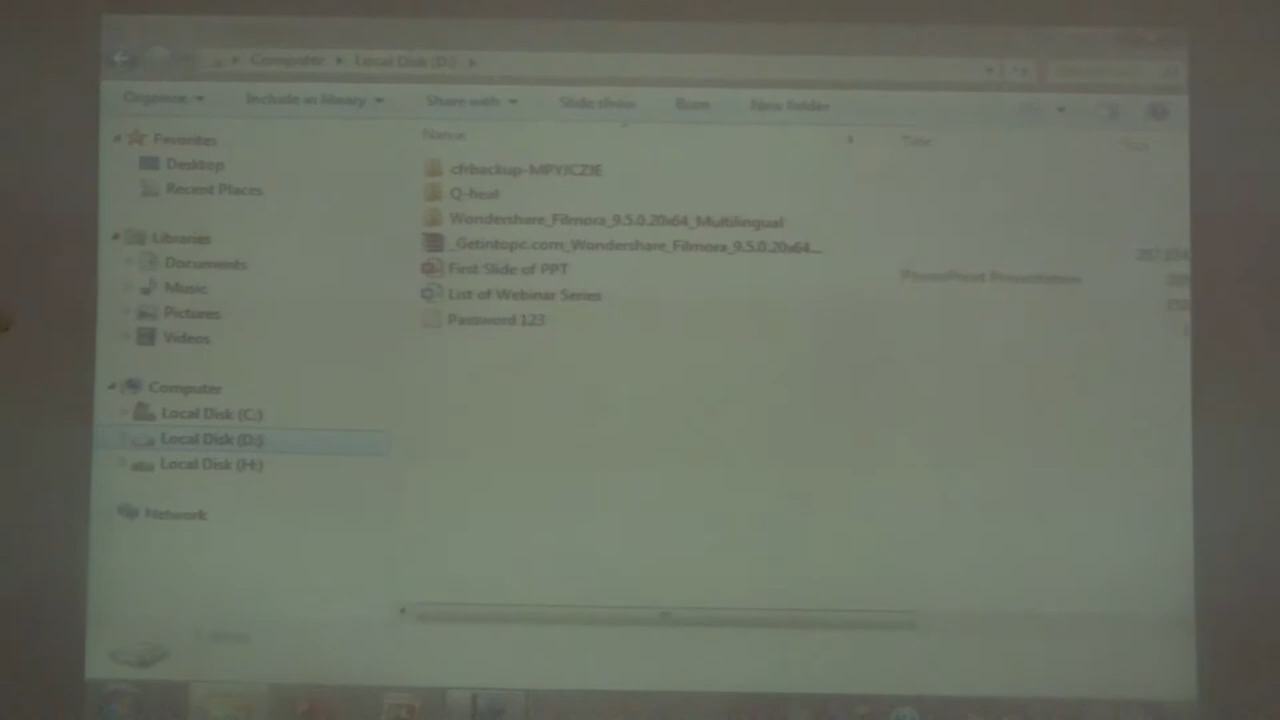 Computer ▸ Local Disk (D:) ▸
Organize Include in library Share with Slide show Burn New folder
Name Type Size
Favorites
Desktop
Recent Places
Libraries
Documents
Music
Pictures
Videos
Computer
Local Disk (C:)
Local Disk (D:)
Local Disk (H:)
Network
Q-heal
Wondershare_Filmora_9.5.0.20x64_Multilingual
_Getintopc.com_Wondershare_Filmora_9.5.0.20x64...
First Slide of PPT PowerPoint Presentation
List of Webinar Series
Password 123